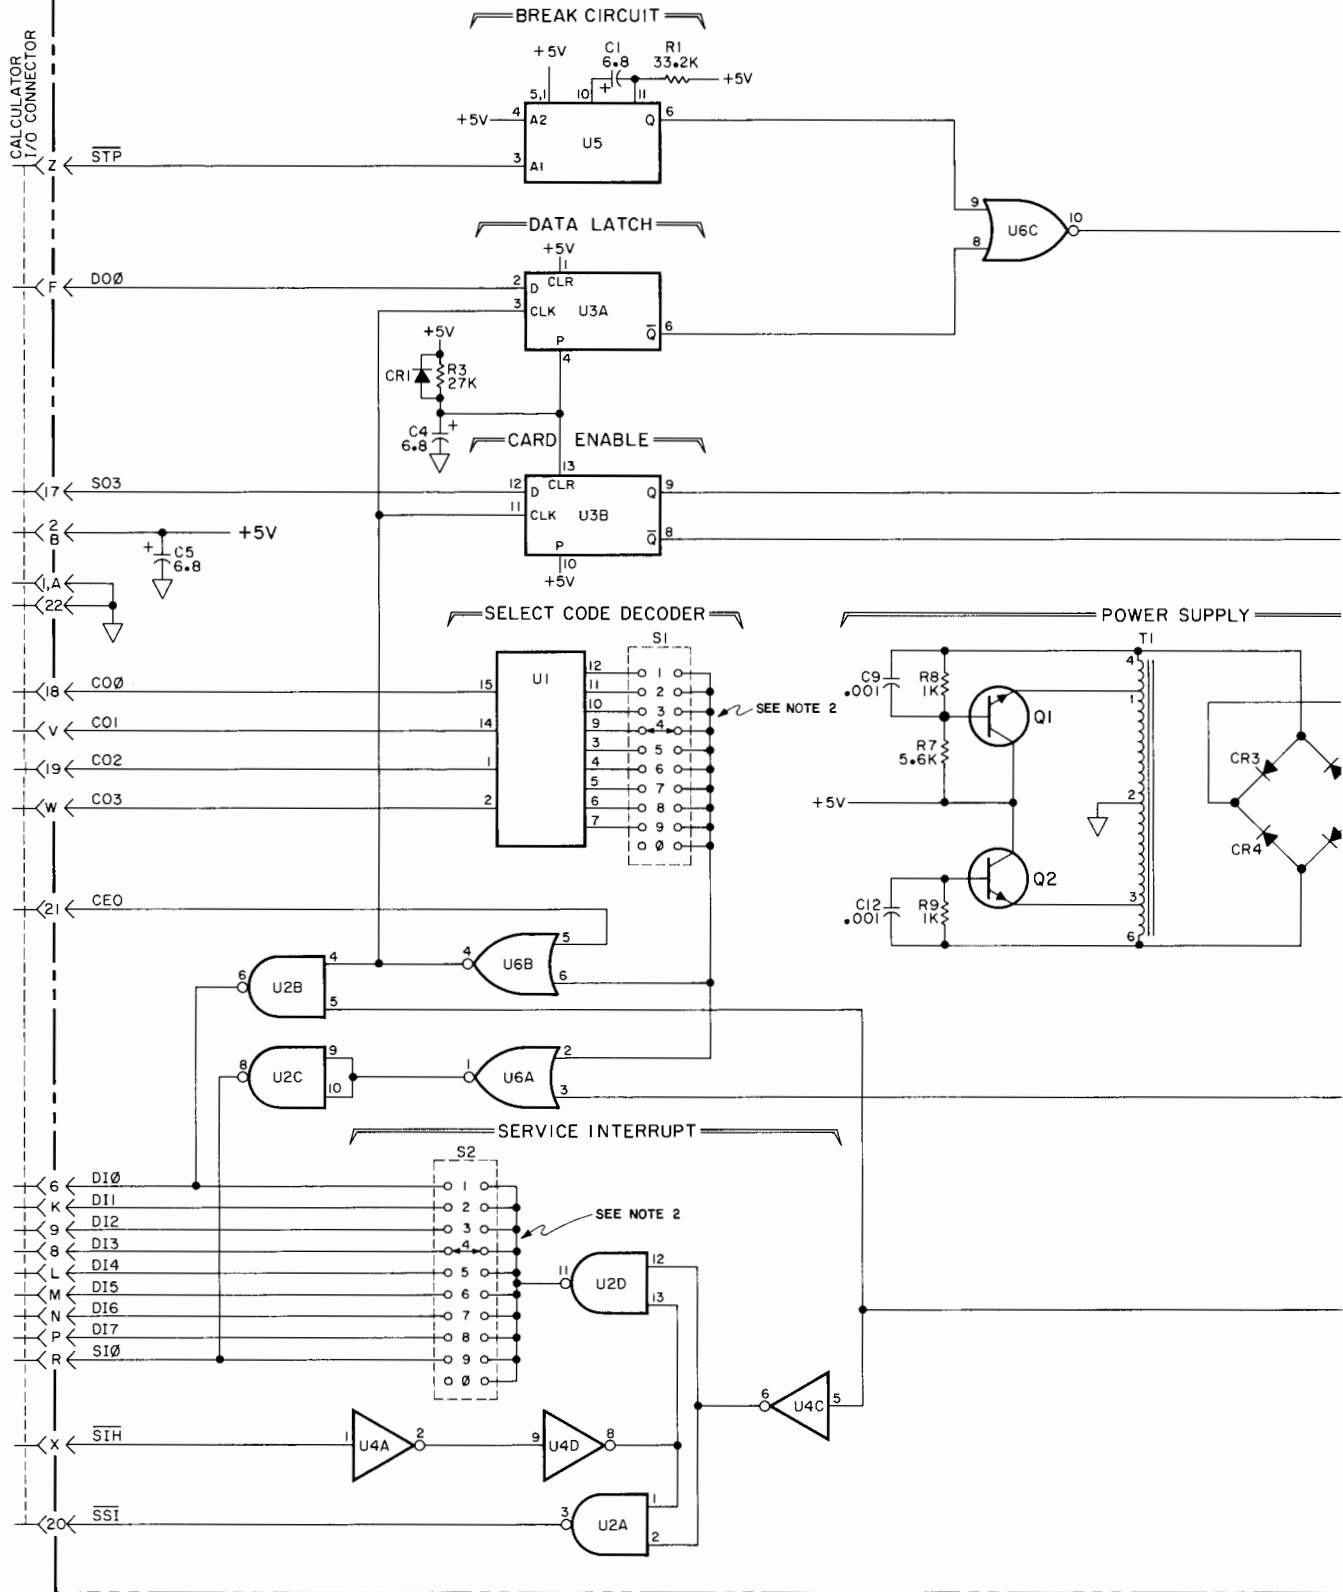 BREAK CIRCUIT
CALCULATOR
I/O CONNECTOR
+5V
C1
6.8
R1
33.2K
+
+5V
5,1
10
11
+5V
4
A2
Q
6
U5
Z
STP
3
A1
9
U6C
10
8
DATA LATCH
+5V
1
F
DOØ
2
D
CLR
3
CLK
U3A
Q
6
P
4
+5V
CR1
R3
27K
C4
6.8
+
CARD ENABLE
13
17
SO3
12
D
CLR
Q
9
11
CLK
U3B
Q
8
P
10
+5V
2
B
+5V
+
C5
6.8
1,A
22
SELECT CODE DECODER
POWER SUPPLY
S1
T1
U1
18
COØ
15
V
CO1
14
19
CO2
1
W
CO3
2
12
1
11
2
10
3
9
4
3
5
4
6
5
7
6
8
7
9
Ø
SEE NOTE 2
C9
.001
R8
1K
4
1
Q1
R7
5.6K
+5V
2
CR3
CR4
Q2
C12
.001
R9
1K
3
6
21
CEO
5
4
U6B
6
6
U2B
4
5
8
U2C
9
10
1
U6A
2
3
SERVICE INTERRUPT
S2
6
DIØ
1
K
DI1
2
9
DI2
3
8
DI3
4
L
DI4
5
M
DI5
6
N
DI6
7
P
DI7
8
R
SIØ
9
Ø
SEE NOTE 2
11
U2D
12
13
6
U4C
5
X
SIH
1
U4A
2
9
U4D
8
20
SSI
3
U2A
1
2